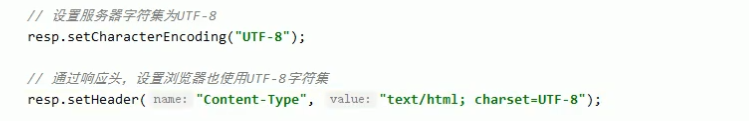 // 设置服务器字符集为UTF-8
resp.setCharacterEncoding("UTF-8");
// 通过响应头，设置浏览器也使用UTF-8字符集
resp.setHeader( name: "Content-Type", value: "text/html; charset=UTF-8");